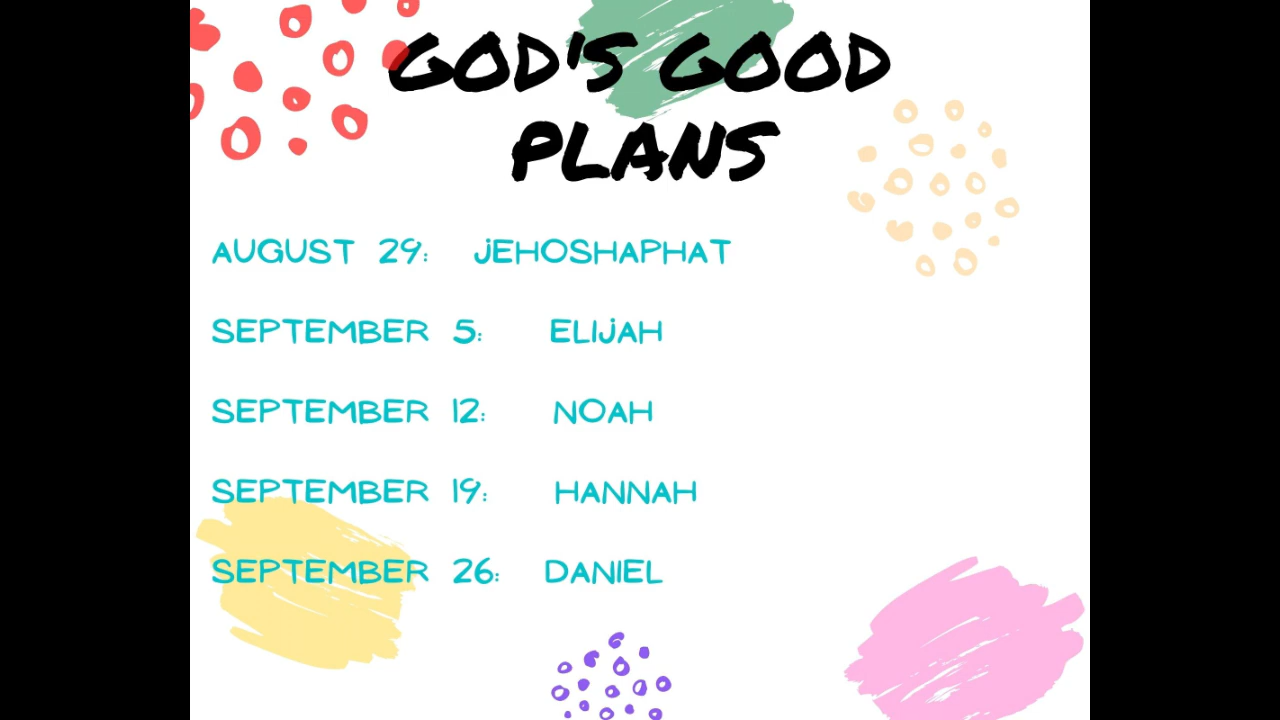 GOD'S GOOD
PLANS
AUGUST 29: JEHOSHAPHAT
SEPTEMBER 5: ELIJAH
SEPTEMBER 12: NOAH
SEPTEMBER 19: HANNAH
SEPTEMBER 26: DANIEL